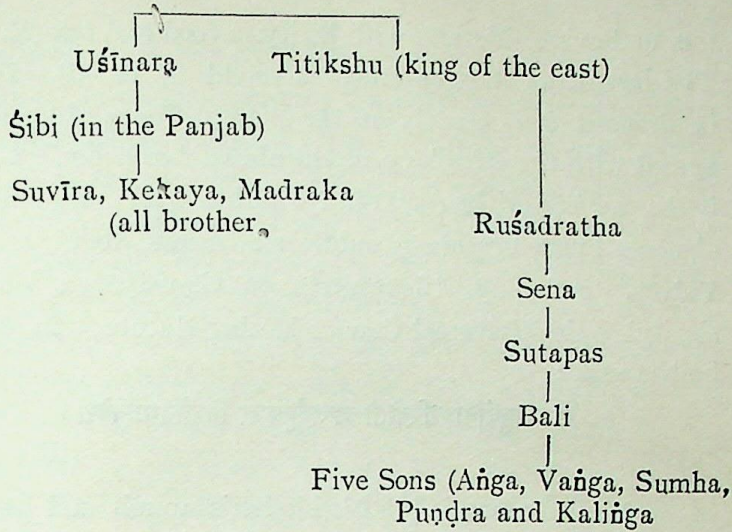 Uśīnara Titikshu (king of the east)
Śibi (in the Panjab)
Suvīra, Kekaya, Madraka
(all brother
Ruśadratha
Sena
Sutapas
Bali
Five Sons (Aṅga, Vaṅga, Sumha,
Puṇḍra and Kaliṅga